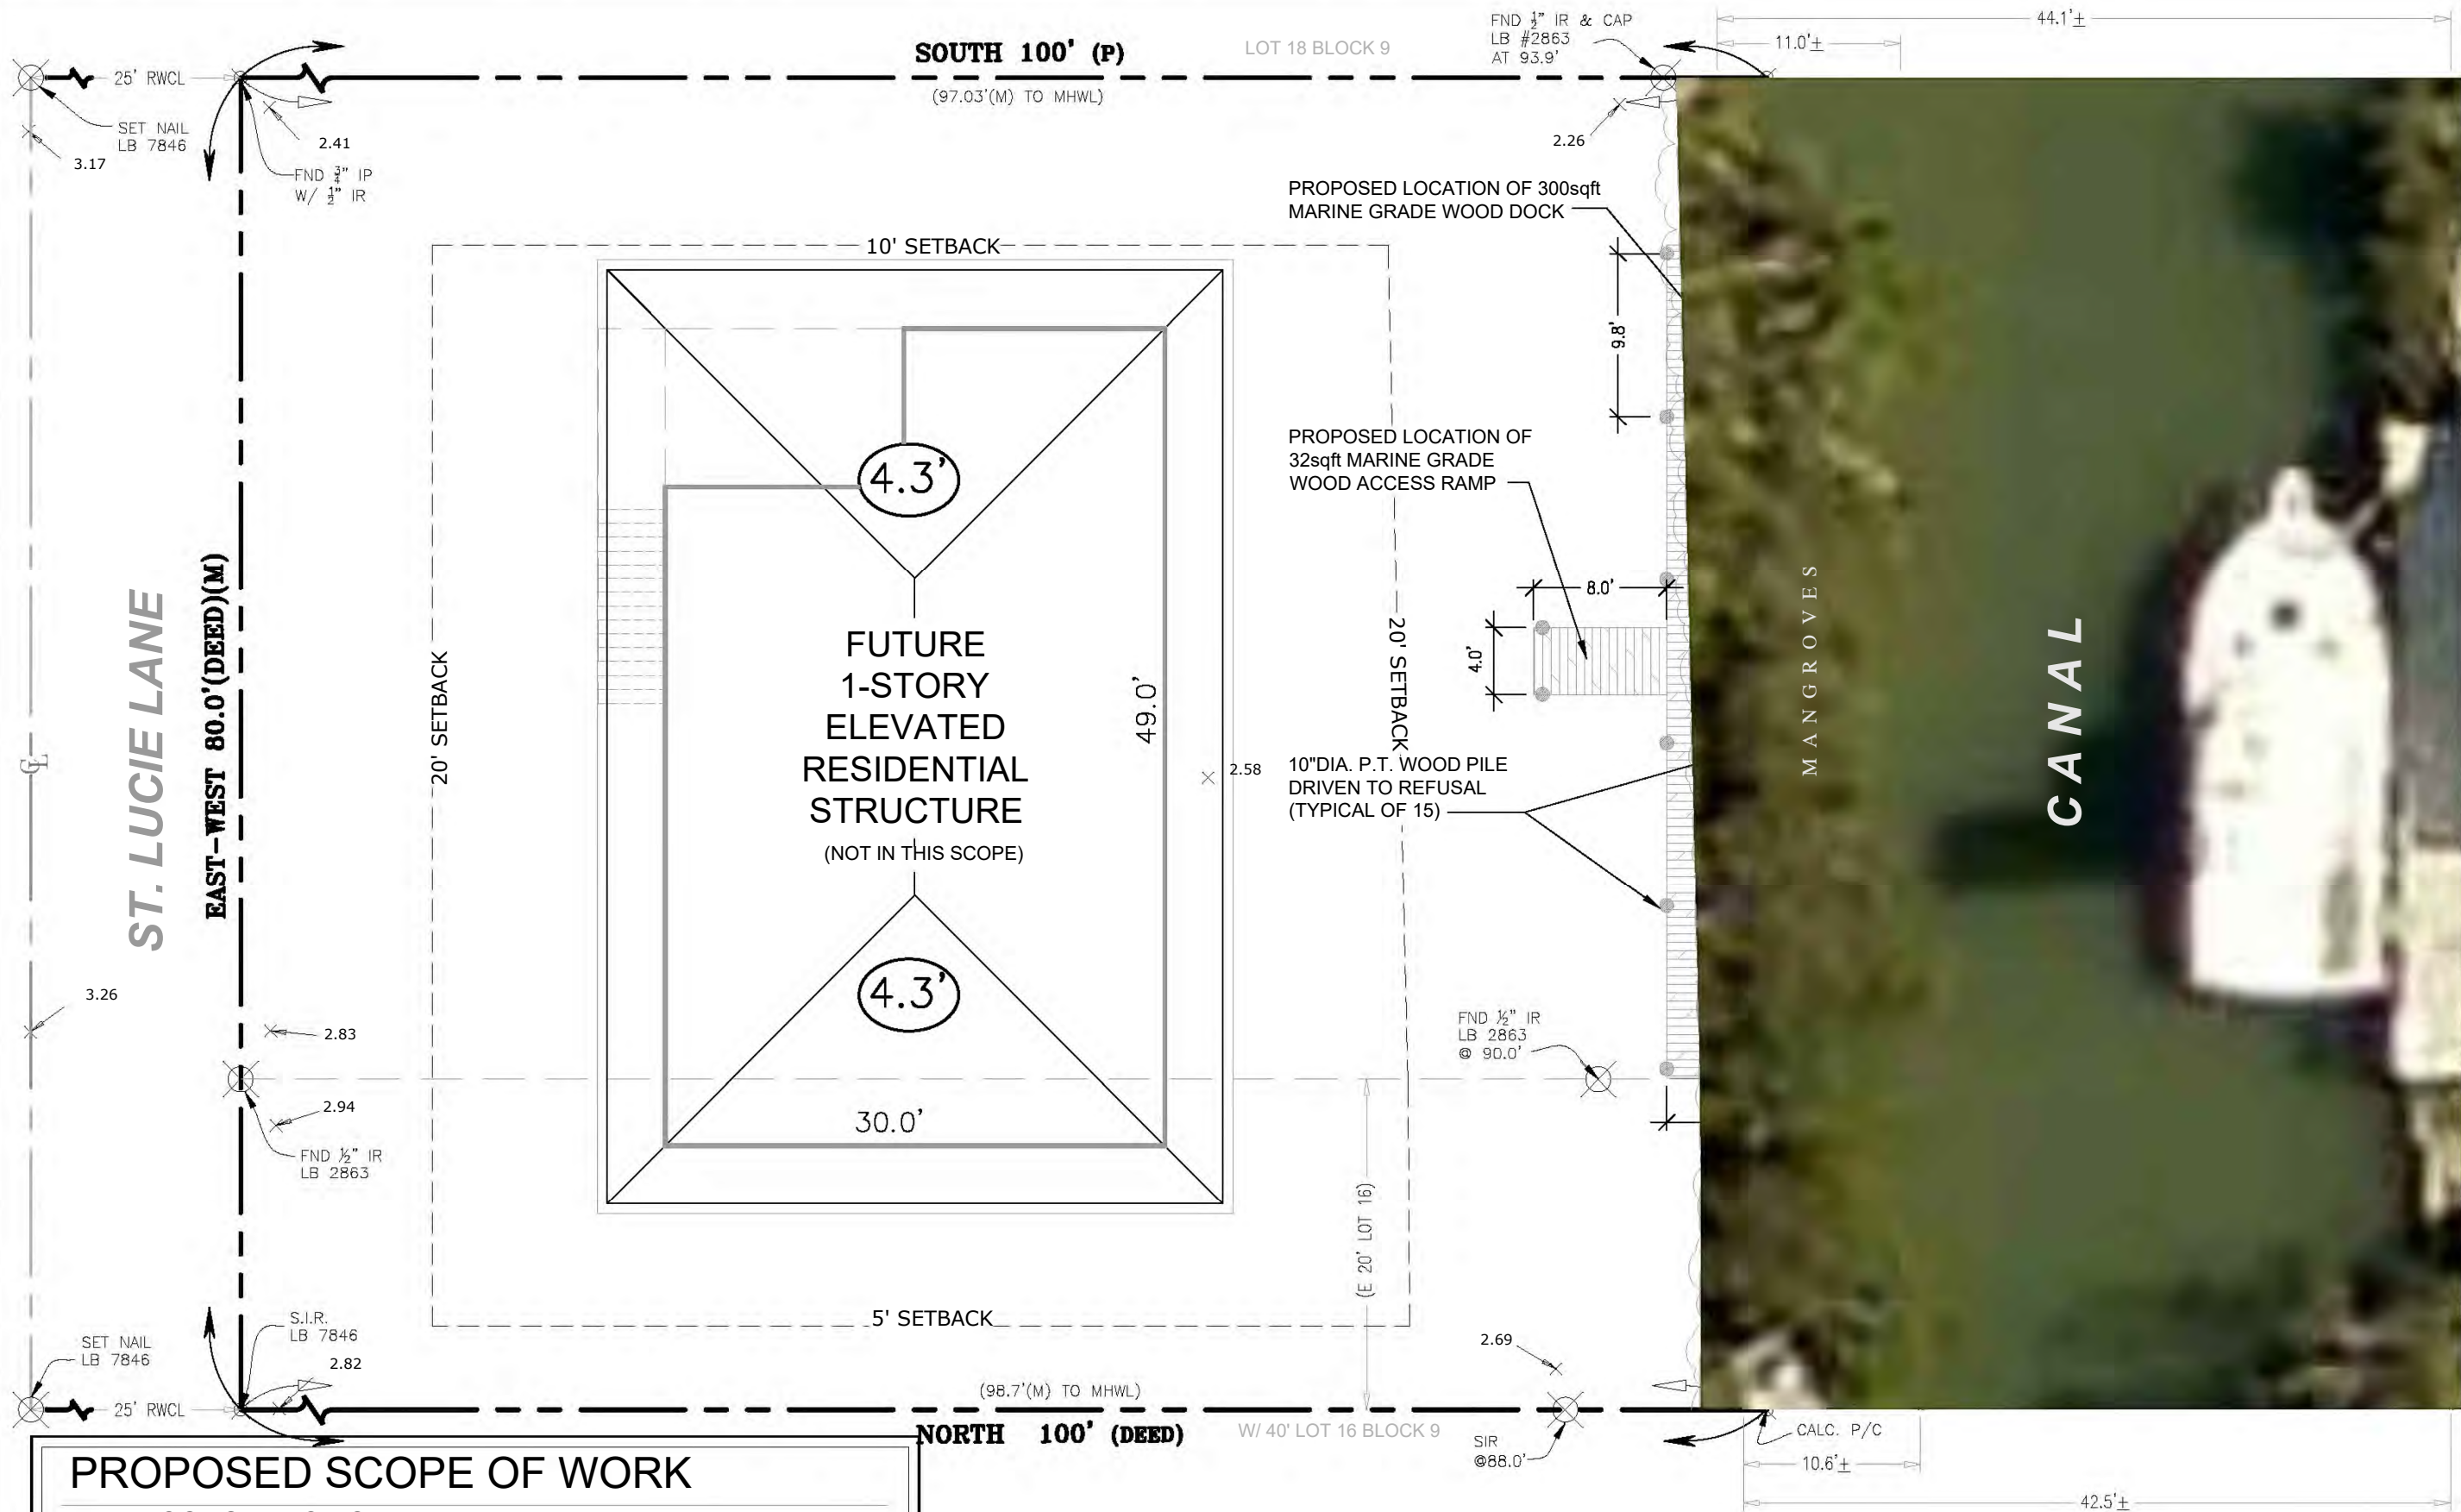 FND ½" IR & CAP
LB #2863
AT 93.9'
44.1'±
11.0'±
SOUTH 100' (P)
LOT 18 BLOCK 9
25' RWCL
(97.03'(M) TO MHWL)
SET NAIL
LB 7846
3.17
2.41
FND ¾" IP
W/ ½" IR
2.26
PROPOSED LOCATION OF 300sqft
MARINE GRADE WOOD DOCK
10' SETBACK
9.8'
4.3'
PROPOSED LOCATION OF
32sqft MARINE GRADE
WOOD ACCESS RAMP
8.0'
4.0'
ST. LUCIE LANE
EAST-WEST 80.0'(DEED)(M)
20' SETBACK
FUTURE
1-STORY
ELEVATED
RESIDENTIAL
STRUCTURE
(NOT IN THIS SCOPE)
49.0'
20' SETBACK
2.58
10"DIA. P.T. WOOD PILE
DRIVEN TO REFUSAL
(TYPICAL OF 15)
MANGROVES
CANAL
CL
3.26
2.83
4.3'
FND ½" IR
LB 2863
@ 90.0'
2.94
30.0'
FND ½" IR
LB 2863
(E 20' LOT 16)
5' SETBACK
S.I.R.
LB 7846
2.82
SET NAIL
LB 7846
2.69
25' RWCL
(98.7'(M) TO MHWL)
NORTH 100' (DEED)
W/ 40' LOT 16 BLOCK 9
SIR
@88.0'
CALC. P/C
10.6'±
42.5'±
PROPOSED SCOPE OF WORK